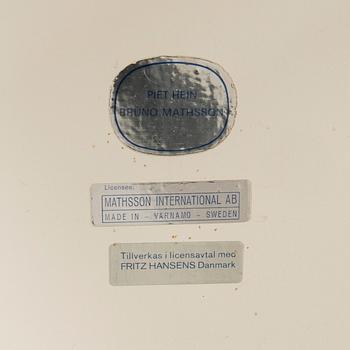 PIET HEIN
BRUNO MATHSSON
Licensee:
MATHSSON INTERNATIONAL AB
MADE IN - VÄRNAMO - SWEDEN
Tillverkas i licensavtal med
FRITZ HANSENS Danmark